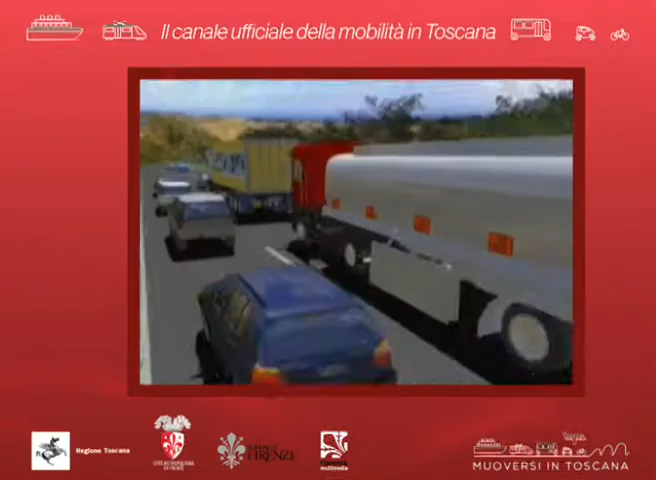 Il canale ufficiale della mobilità in Toscana
Regione Toscana
FIRENZE
MUOVERSI IN TOSCANA